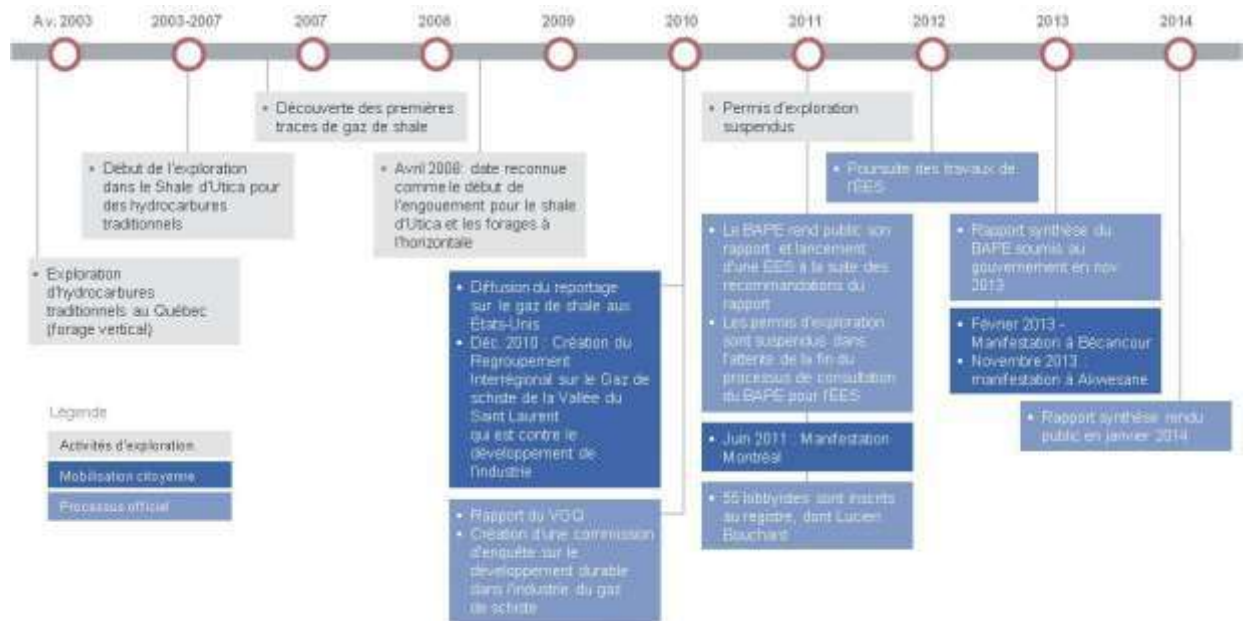 Av. 2003
2003-2007
2007
2008
2009
2010
2011
2012
2013
2014
• Découverte des premières
traces de gaz de shale
• Permis d'exploration
suspendus
• Début de l'exploration
dans le Shale d'Utica pour
des hydrocarbures
traditionnels
• Avril 2008: date reconnue
comme le début de
l'engouement pour le shale
d'Utica et les forages à
l'horizontale
• Poursuite des travaux de
l'EES
• Exploration
d'hydrocarbures
traditionnels au Québec
(forage vertical)
• Diffusion du reportage
sur le gaz de shale aux
États-Unis
• Déc. 2010 : Création du
Regroupement
Interrégional sur le Gaz de
schiste de la Vallée du
Saint Laurent
qui est contre le
développement de
l'industrie
• Rapport du VGQ
• Création d'une commission
d'enquête sur le
développement durable
dans l'industrie du gaz
de schiste
• Le BAPE rend public son
rapport et lancement
d'une EES à la suite des
recommandations du
rapport
• Les permis d'exploration
sont suspendus dans
l'attente de la fin du
processus de consultation
du BAPE pour l'EES
• Juin 2011 : Manifestation
Montréal
• 55 lobbyistes sont inscrits
au registre, dont Lucien
Bouchard
• Rapport synthèse du
BAPE soumis au
gouvernement en nov
2013
• Février 2013 -
Manifestation à Bécancour
• Novembre 2013 :
manifestation à Akwesane
• Rapport synthèse rendu
public en janvier 2014
Légende
Activités d'exploration
Mobilisation citoyenne
Processus officiel